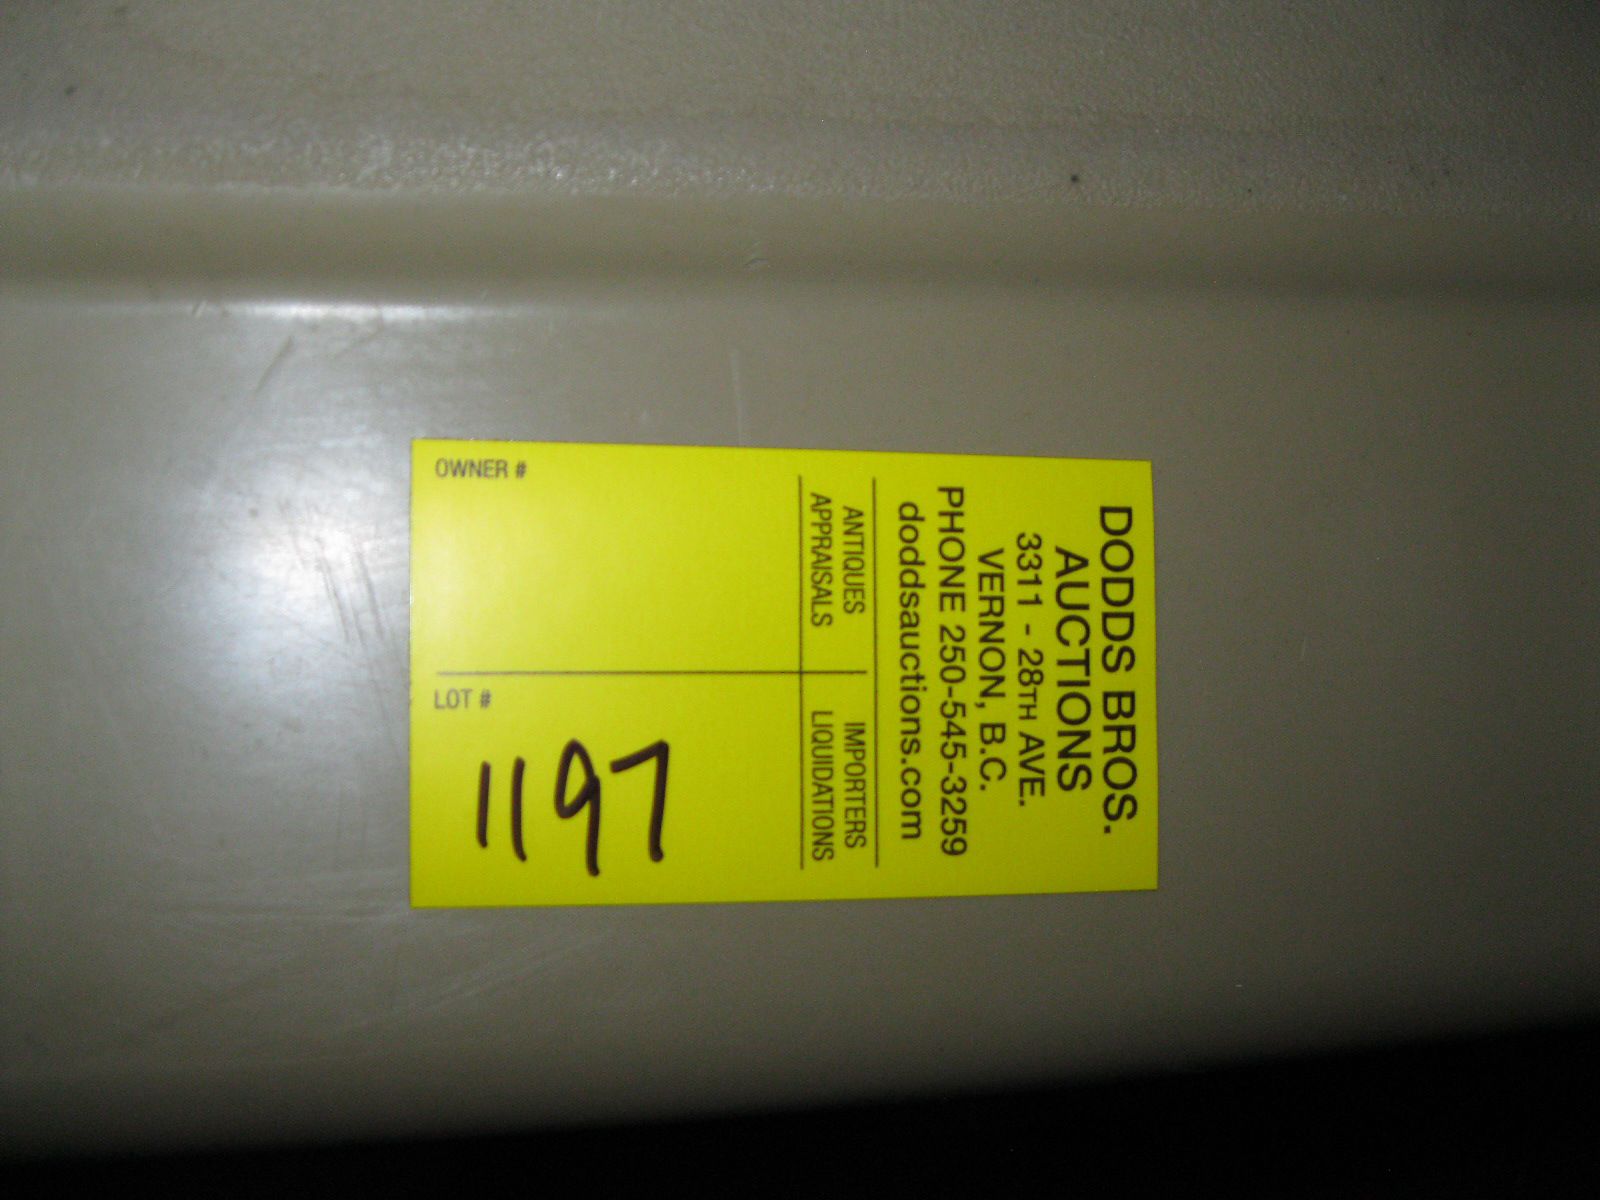 DODDS BROS.
AUCTIONS
3311 - 28TH AVE.
VERNON, B.C.
PHONE 250-545-3259
doddsauctions.com
ANTIQUES IMPORTERS
APPRAISALS LIQUIDATIONS
OWNER #
LOT #
1197